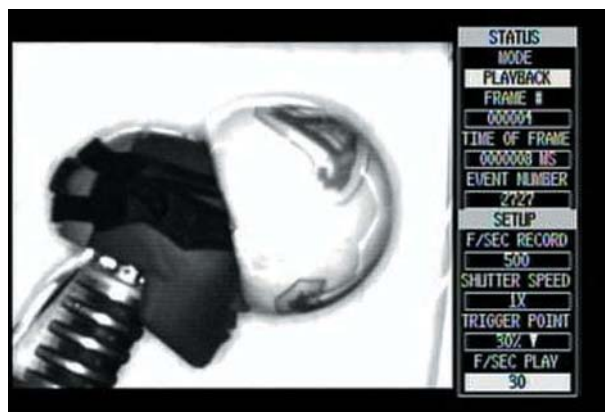 STATUS
MODE
PLAYBACK
FRAME #
000004
TIME OF FRAME
0000008 MS
EVENT NUMBER
2727
SETUP
F/SEC RECORD
500
SHUTTER SPEED
1X
TRIGGER POINT
30% ▼
F/SEC PLAY
30